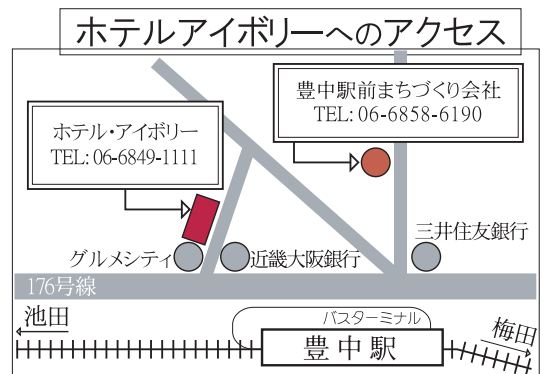 ホテルアイボリーへのアクセス
豊中駅前まちづくり会社
TEL: 06-6858-6190
ホテル・アイボリー
TEL: 06-6849-1111
三井住友銀行
グルメシティ
近畿大阪銀行
176号線
池田
バスターミナル
梅田
豊中駅